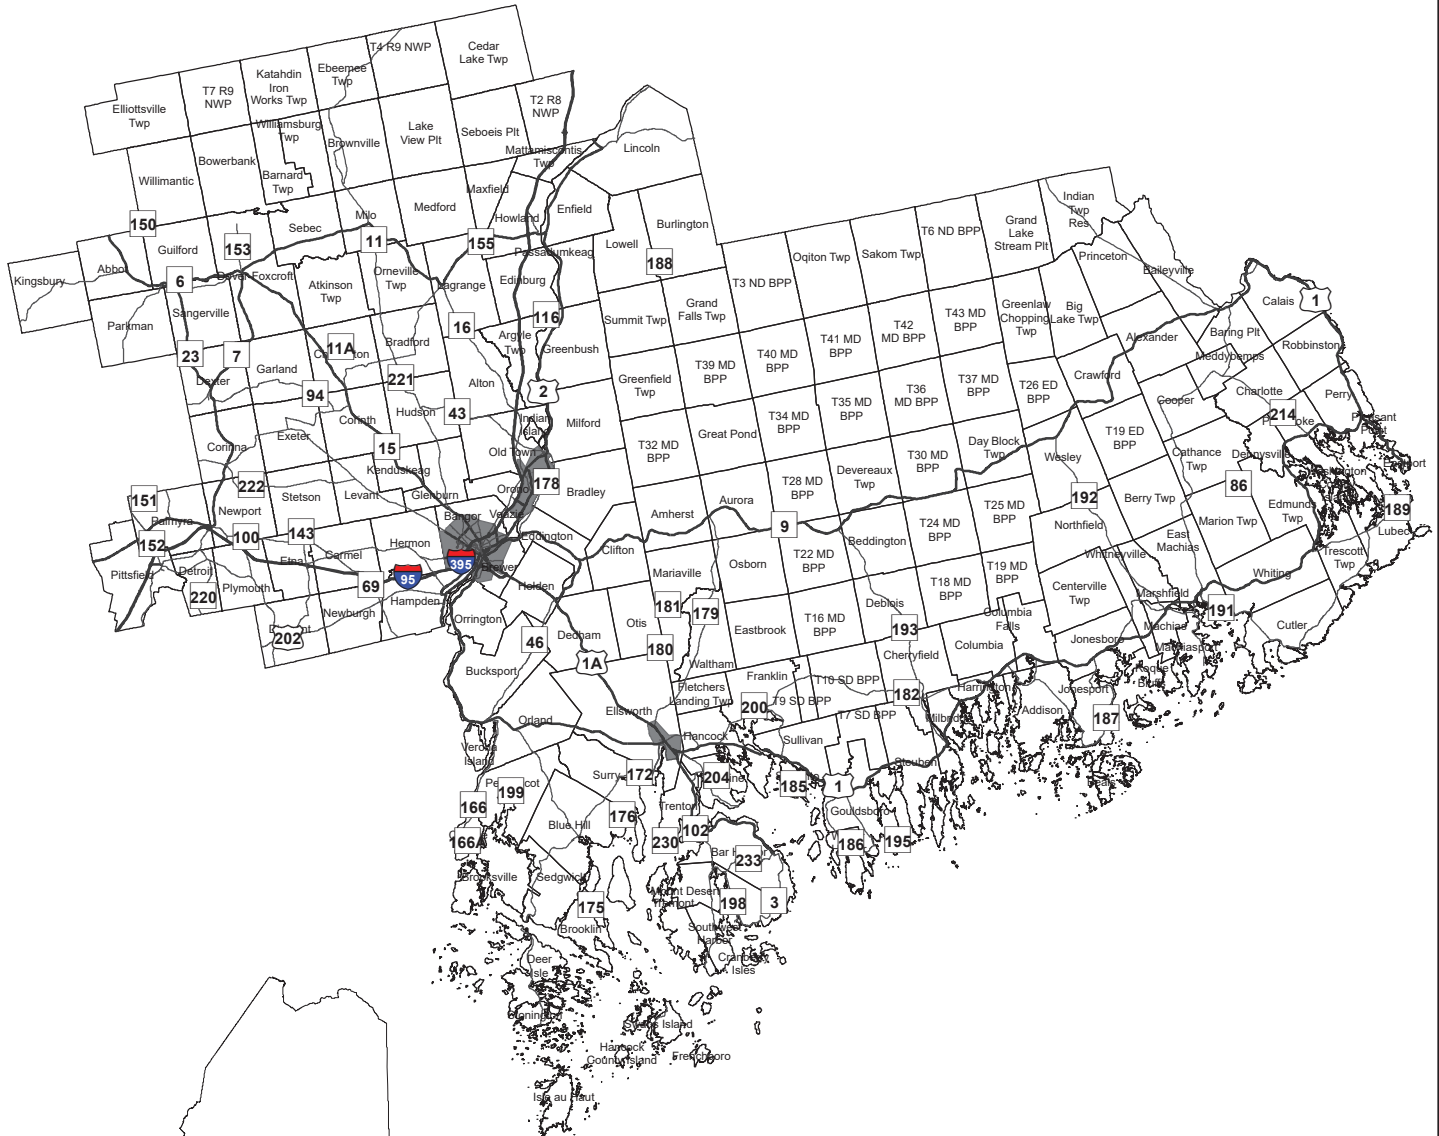 T4 R9 NWP
Cedar
Lake Twp
Ebeemee
Twp
Katahdin
Iron
Works Twp
T7 R9
NWP
Elliottsville
Twp
T2 R8
NWP
Williamsburg
Twp
Brownville
Lake
View Plt
Seboeis Plt
Mattamiscontis
Twp
Lincoln
Bowerbank
Willimantic
Barnard
Twp
Maxfield
Medford
Howland
Enfield
Milo
Sebec
150
Guilford
153
11
155
Burlington
Lowell
188
Passadumkeag
Indian
Twp
Res
Grand
Lake
Stream Plt
T6 ND BPP
Sakom Twp
Oqiton Twp
T3 ND BPP
Princeton
Baileyville
Kingsbury
Abbot
6
Dover-Foxcroft
Atkinson
Twp
Orneville
Twp
Lagrange
Edinburg
Calais
1
Parkman
Sangerville
16
116
Argyle
Twp
Greenbush
Summit Twp
Grand
Falls Twp
T43 MD
BPP
T42
MD BPP
T41 MD
BPP
T40 MD
BPP
T39 MD
BPP
Greenlaw
Chopping
Twp
Big
Lake Twp
Alexander
Baring Plt
Robbinston
Meddybemps
23
7
11A
Bradford
Garland
Dexter
94
221
Alton
2
Greenfield
Twp
T36
MD BPP
T37 MD
BPP
T26 ED
BPP
Crawford
Charlotte
Perry
Cooper
214
Corinth
Hudson
43
Indian
Island
Milford
T35 MD
BPP
T34 MD
BPP
Great Pond
T32 MD
BPP
T19 ED
BPP
Corinna
Exeter
15
Old Town
Kenduskeag
T30 MD
BPP
Day Block
Twp
Wesley
Cathance
Twp
Dennysville
Devereaux
Twp
T28 MD
BPP
222
Stetson
Levant
Glenburn
Orono
178
Bradley
Aurora
Amherst
T25 MD
BPP
192
Berry Twp
86
Edmunds
Twp
189
151
Newport
Palmyra
Veazie
Bangor
Eddington
9
T24 MD
BPP
Northfield
Marion Twp
Lubec
152
100
143
Hermon
Carmel
Etna
395
Brewer
Clifton
T22 MD
BPP
Beddington
East
Machias
Whitneyville
Trescott
Twp
Pittsfield
Detroit
220
Plymouth
69
95
Hampden
Holden
Mariaville
Osborn
T19 MD
BPP
T18 MD
BPP
Centerville
Twp
Whiting
Marshfield
191
Newburgh
Orrington
181
179
Deblois
Columbia
Falls
Cutler
202
46
Dedham
Otis
Eastbrook
T16 MD
BPP
193
Machias
Jonesboro
Machiasport
180
Cherryfield
Columbia
1A
Waltham
Bucksport
Franklin
T10 SD BPP
Roque
Bluffs
Fletchers
Landing Twp
T9 SD BPP
182
Harrington
Jonesport
200
Ellsworth
T7 SD BPP
Milbridge
Addison
187
Orland
Hancock
Sullivan
Verona
Island
Steuben
Beals
Surry
172
204
185
1
199
Trenton
Gouldsboro
166
176
Blue Hill
166A
230
102
186
195
233
Brooksville
Sedgwick
Mount Desert
Tremont
198
3
175
Brooklin
Southwest
Harbor
Cranberry
Isles
Deer
Isle
Stonington
Swans Island
Hancock
County Island
Frenchboro
Isle au Haut